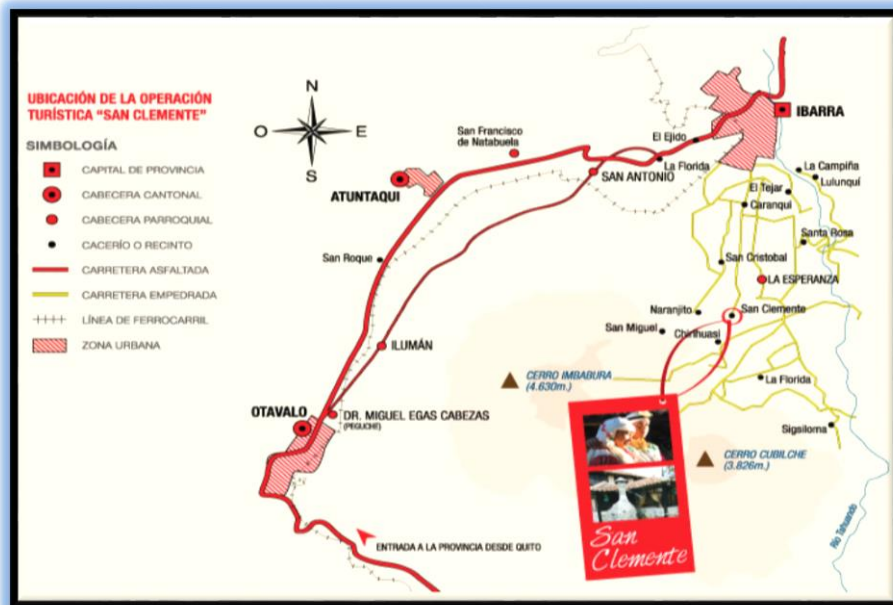 UBICACIÓN DE LA OPERACIÓN
TURÍSTICA “SAN CLEMENTE”
SIMBOLOGÍA
CAPITAL DE PROVINCIA
CABECERA CANTONAL
CABECERA PARROQUIAL
CACERÍO O RECINTO
CARRETERA ASFALTADA
CARRETERA EMPEDRADA
LÍNEA DE FERROCARRIL
ZONA URBANA
N
O
E
S
San Francisco
de Natabuela
ATUNTAQUI
El Ejido
IBARRA
La Florida
SAN ANTONIO
La Campiña
Lulunquí
El Tejar
Caranqui
San Roque
Santa Rosa
San Cristobal
LA ESPERANZA
Naranjito
San Clemente
San Miguel
Chirihuasi
ILUMÁN
CERRO IMBABURA
(4.630m.)
La Florida
OTAVALO
DR. MIGUEL EGAS CABEZAS
(PEGUCHE)
Sigsiloma
CERRO CUBILCHE
(3.826m.)
San
Clemente
Río Tahuando
ENTRADA A LA PROVINCIA DESDE QUITO